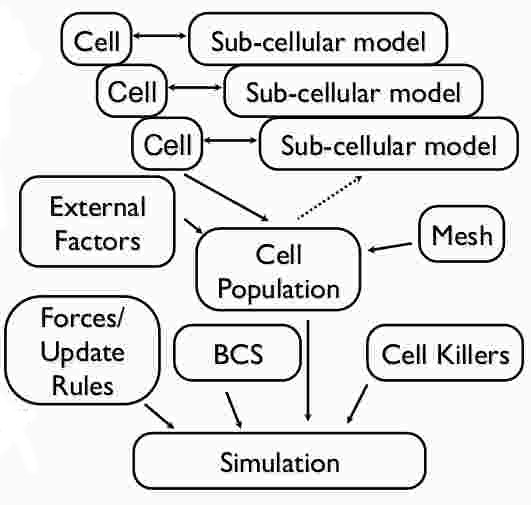 Cell
Sub-cellular model
Cell
Sub-cellular model
Cell
Sub-cellular model
External
Factors
Cell
Population
Mesh
Forces/
Update
Rules
BCS
Cell Killers
Simulation